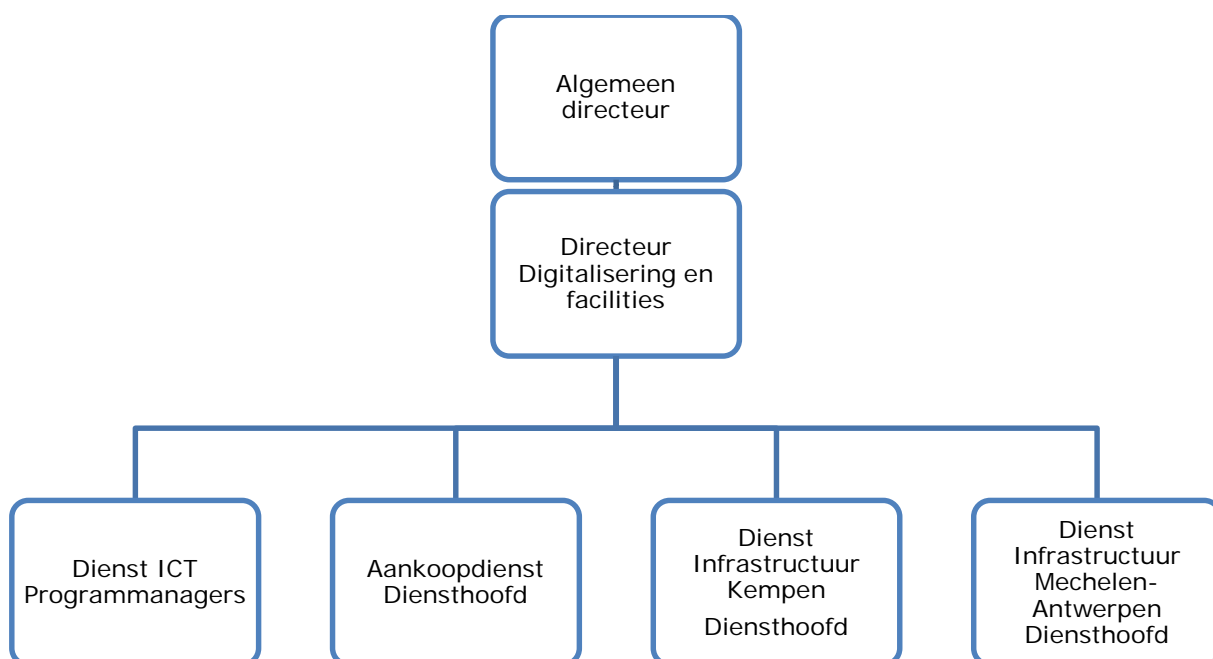 Algemeen
directeur
Directeur
Digitalisering en
facilities
Dienst ICT
Programmanagers
Aankoopdienst
Diensthoofd
Dienst
Infrastructuur
Kempen
Diensthoofd
Dienst
Infrastructuur
Mechelen-
Antwerpen
Diensthoofd